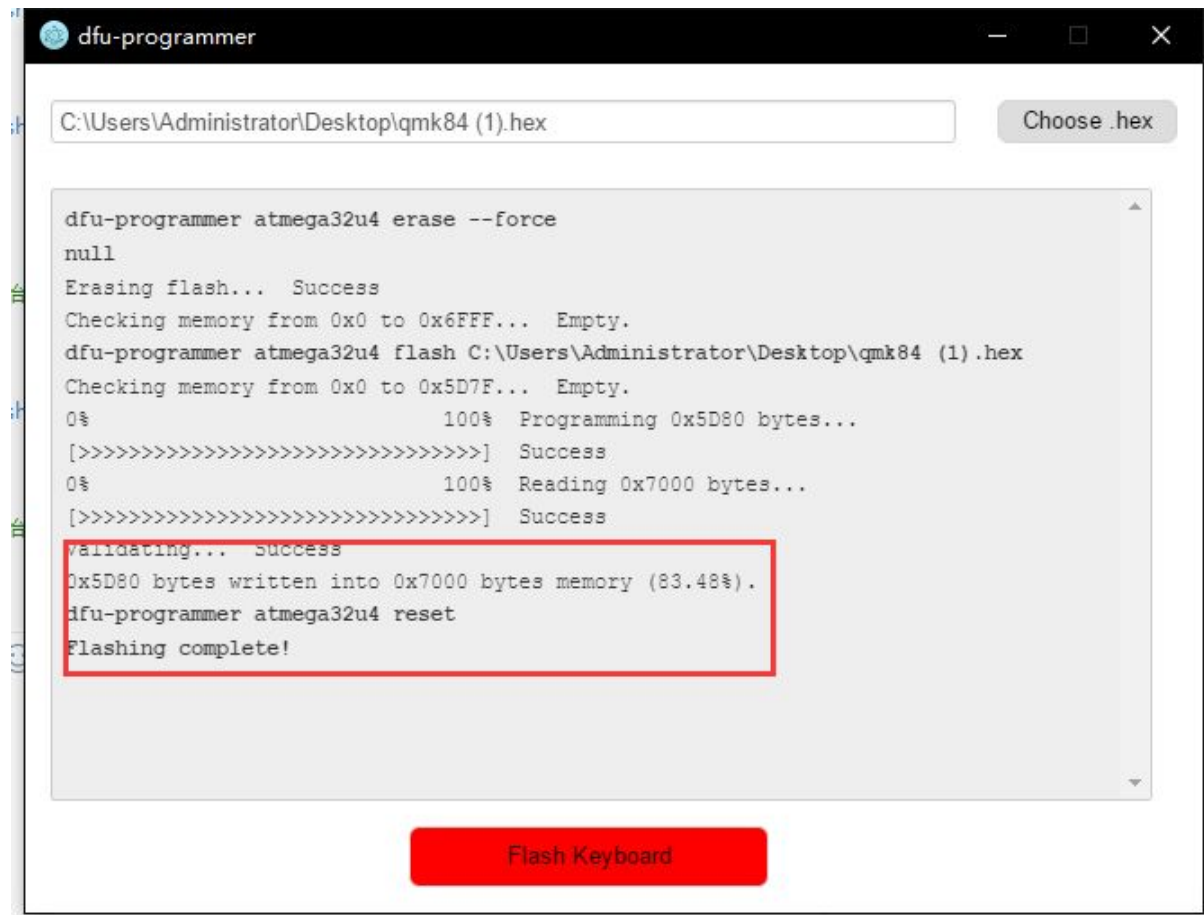 dfu-programmer
C:\Users\Administrator\Desktop\qmk84 (1).hex
Choose .hex
dfu-programmer atmega32u4 erase --force
null
Erasing flash... Success
Checking memory from 0x0 to 0x6FFF... Empty.
dfu-programmer atmega32u4 flash C:\Users\Administrator\Desktop\qmk84 (1).hex
Checking memory from 0x0 to 0x5D7F... Empty.
0% 100% Programming 0x5D80 bytes...
[>>>>>>>>>>>>>>>>>>>>>>>>>>>>>>>>] Success
0% 100% Reading 0x7000 bytes...
[>>>>>>>>>>>>>>>>>>>>>>>>>>>>>>>>] Success
Validating... Success
0x5D80 bytes written into 0x7000 bytes memory (83.48%).
dfu-programmer atmega32u4 reset
Flashing complete!
Flash Keyboard